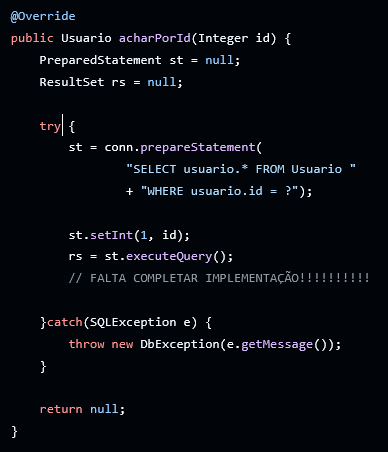 @Override
public Usuario acharPorId(Integer id) {
PreparedStatement st = null;
ResultSet rs = null;
try {
st = conn.prepareStatement(
"SELECT usuario.* FROM Usuario "
+ "WHERE usuario.id = ?");
st.setInt(1, id);
rs = st.executeQuery();
// FALTA COMPLETAR IMPLEMENTAÇÃO!!!!!!!!!!
}catch(SQLException e) {
throw new DbException(e.getMessage());
}
return null;
}